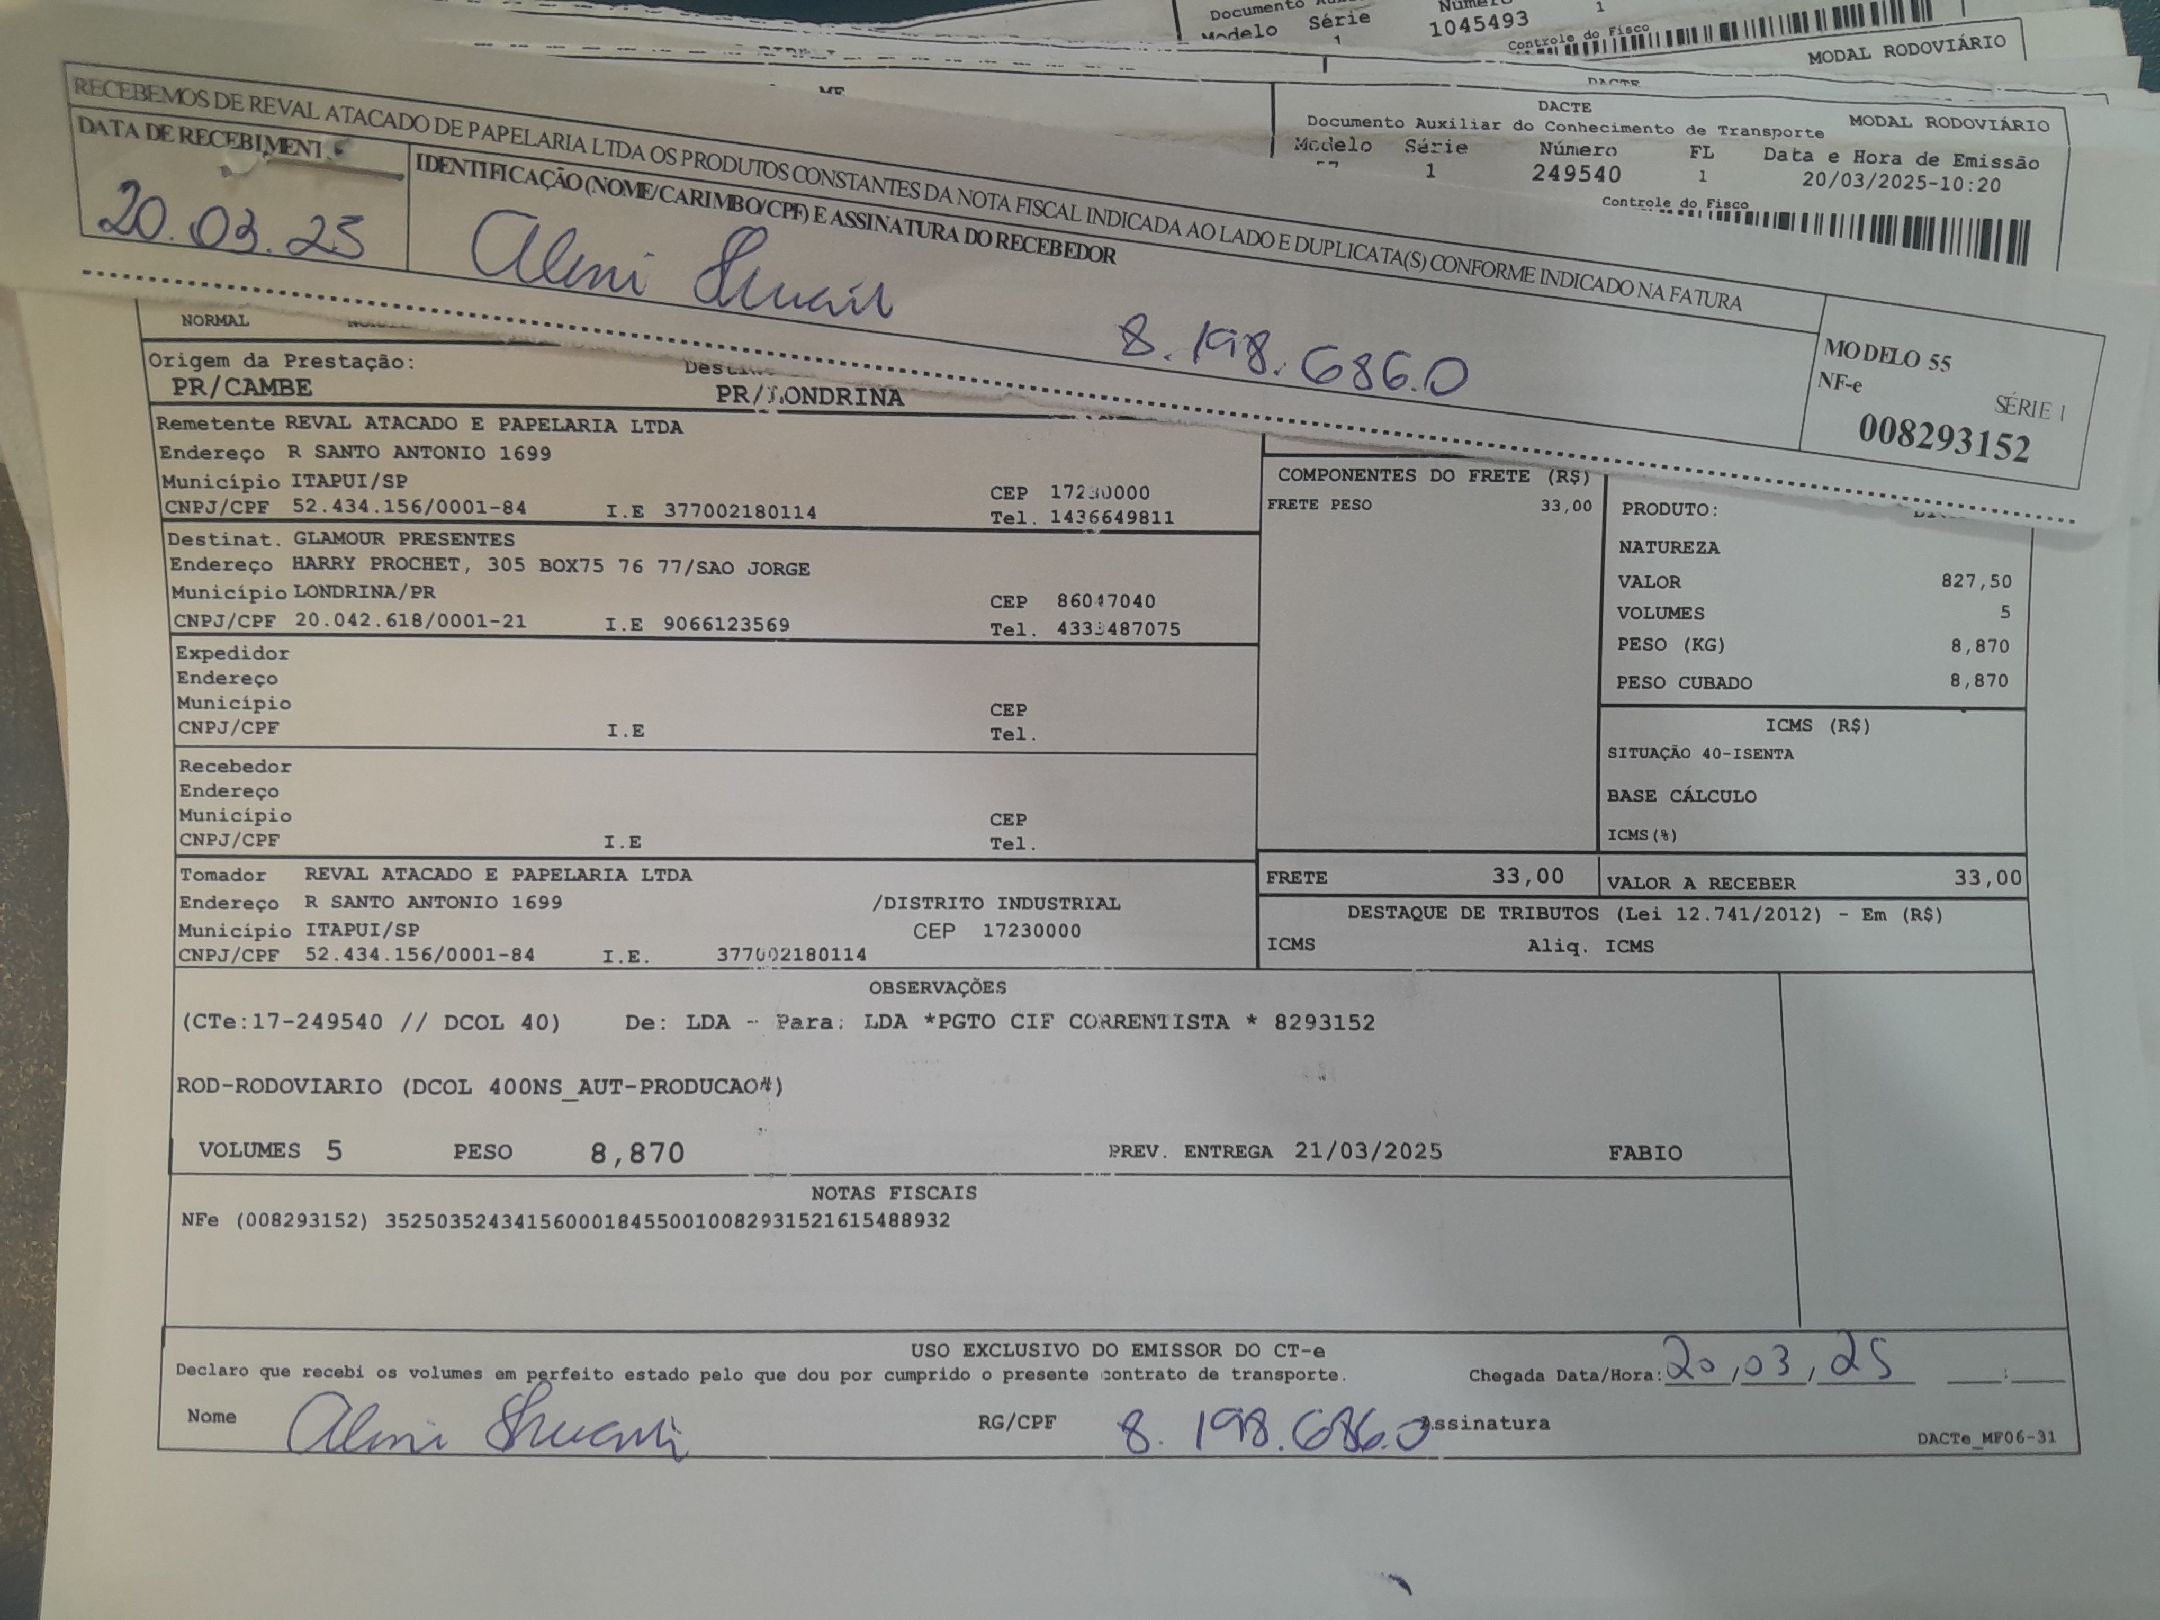 Documento
Número
1
Modelo Série 1045493
1
Controle do Fisco
MODAL RODOVIÁRIO
DACTE
DACTE
Documento Auxiliar do Conhecimento de Transporte MODAL RODOVIÁRIO
Modelo Série Número FL Data e Hora de Emissão
1 249540 1 20/03/2025-10:20
Controle do Fisco
RECEBEMOS DE REVAL ATACADO DE PAPELARIA LTDA OS PRODUTOS CONSTANTES DA NOTA FISCAL INDICADA AO LADO E DUPLICATA(S) CONFORME INDICADO NA FATURA
DATA DE RECEBIMENT
IDENTIFICAÇÃO (NOME/CARIMBO/CPF) E ASSINATURA DO RECEBEDOR
20.03.25
8.198.686.0
MODELO 55
NF-e
SÉRIE 1
008293152
NORMAL
Origem da Prestação:
PR/CAMBE PR/LONDRINA
Remetente REVAL ATACADO E PAPELARIA LTDA
Endereço R SANTO ANTONIO 1699
Município ITAPUI/SP CEP 17230000
CNPJ/CPF 52.434.156/0001-84 I.E 377002180114 Tel. 1436649811
Destinat. GLAMOUR PRESENTES
Endereço HARRY PROCHET, 305 BOX75 76 77/SAO JORGE
Município LONDRINA/PR CEP 86047040
CNPJ/CPF 20.042.618/0001-21 I.E 9066123569 Tel. 4333487075
Expedidor
Endereço
Município CEP
CNPJ/CPF I.E Tel.
Recebedor
Endereço
Município CEP
CNPJ/CPF I.E Tel.
Tomador REVAL ATACADO E PAPELARIA LTDA
Endereço R SANTO ANTONIO 1699 /DISTRITO INDUSTRIAL
Município ITAPUI/SP CEP 17230000
CNPJ/CPF 52.434.156/0001-84 I.E. 377002180114
COMPONENTES DO FRETE (R$)
FRETE PESO 33,00
PRODUTO:
NATUREZA
VALOR 827,50
VOLUMES 5
PESO (KG) 8,870
PESO CUBADO 8,870
ICMS (R$)
SITUAÇÃO 40-ISENTA
BASE CÁLCULO
ICMS(%)
FRETE 33,00 VALOR A RECEBER 33,00
DESTAQUE DE TRIBUTOS (Lei 12.741/2012) - Em (R$)
ICMS Aliq. ICMS
OBSERVAÇÕES
(CTe:17-249540 // DCOL 40) De: LDA - Para: LDA *PGTO CIF CORRENTISTA * 8293152
ROD-RODOVIARIO (DCOL 400NS_AUT-PRODUCAO#)
VOLUMES 5 PESO 8,870 PREV. ENTREGA 21/03/2025 FABIO
NOTAS FISCAIS
NFe (008293152) 35250352434156000184550010082931521615488932
USO EXCLUSIVO DO EMISSOR DO CT-e
Declaro que recebi os volumes em perfeito estado pelo que dou por cumprido o presente contrato de transporte. Chegada Data/Hora: 20,03,25
Nome RG/CPF 8.198.686.0 Assinatura
DACTe_MF06-31